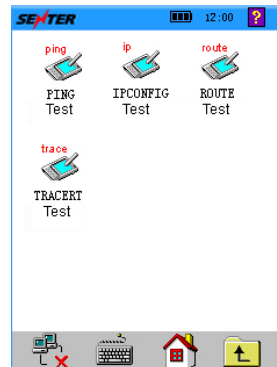 SENTER 12:00 ?
ping ip route
PING IPCONFIG ROUTE
Test Test Test
trace
TRACERT
Test